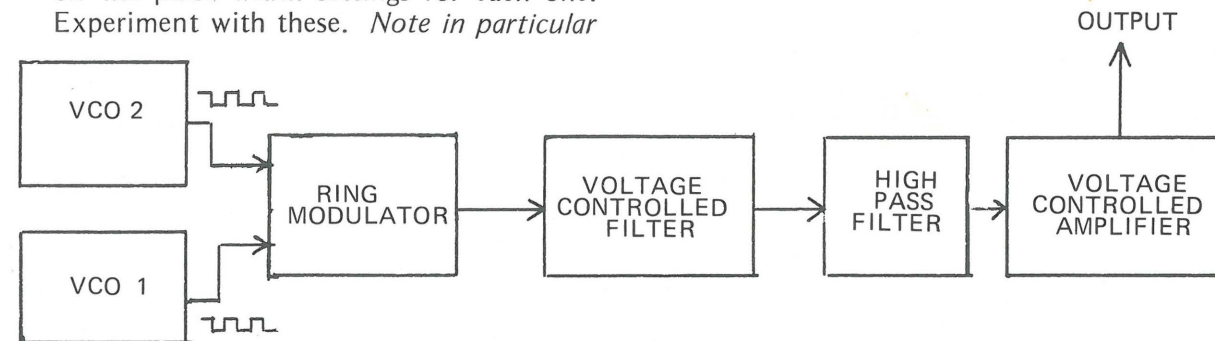 Experiment with these. Note in particular
OUTPUT
VCO 2
RING
MODULATOR
VOLTAGE
CONTROLLED
FILTER
HIGH
PASS
FILTER
VOLTAGE
CONTROLLED
AMPLIFIER
VCO 1